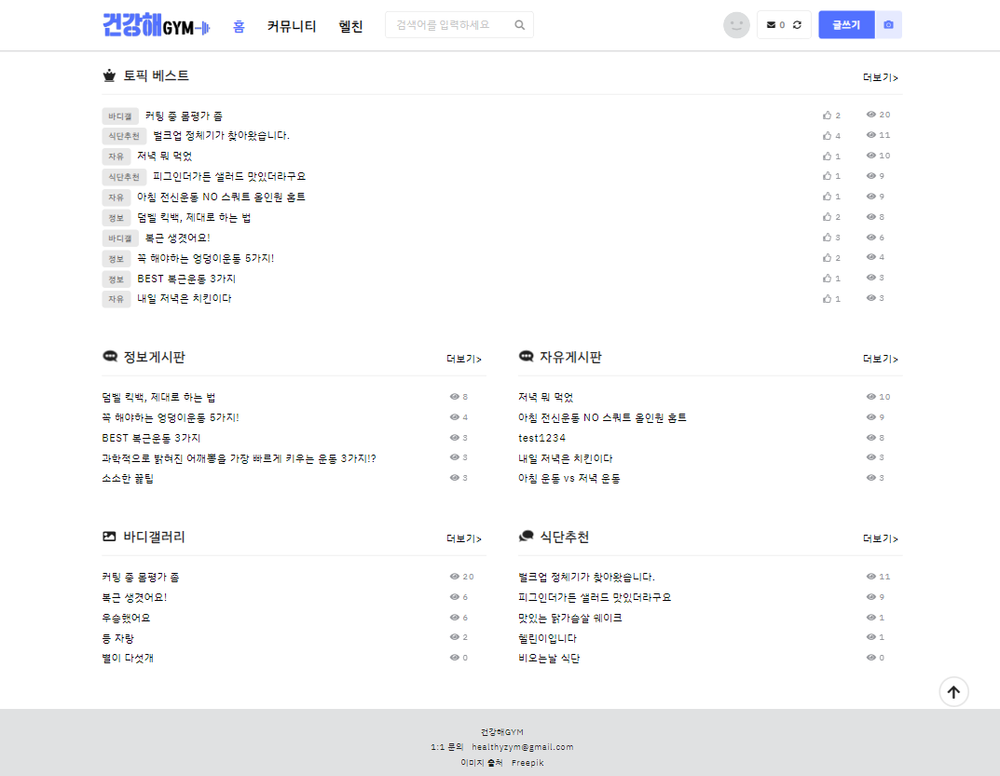 건강해GYM 홈 커뮤니티 헬친 검색어를 입력하세요 0 글쓰기
토픽 베스트 더보기>
바디갤 커팅 중 몸평가 좀 2 20
식단추천 벌크업 정체기가 찾아왔습니다. 4 11
자유 저녁 뭐 먹었 1 10
식단추천 피그인더가든 샐러드 맛있더라구요 1 9
자유 아침 전신운동 NO 스쿼트 올인원 홈트 1 9
정보 덤벨 킥백, 제대로 하는 법 2 8
바디갤 복근 생겻어요! 3 6
정보 꼭 해야하는 엉덩이운동 5가지! 2 4
정보 BEST 복근운동 3가지 1 3
자유 내일 저녁은 치킨이다 1 3
정보게시판 더보기>
덤벨 킥백, 제대로 하는 법 8
꼭 해야하는 엉덩이운동 5가지! 4
BEST 복근운동 3가지 3
과학적으로 밝혀진 어깨뽕을 가장 빠르게 키우는 운동 3가지!? 3
소소한 꿀팁 3
자유게시판 더보기>
저녁 뭐 먹었 10
아침 전신운동 NO 스쿼트 올인원 홈트 9
test1234 8
내일 저녁은 치킨이다 3
아침 운동 vs 저녁 운동 3
바디갤러리 더보기>
커팅 중 몸평가 좀 20
복근 생겻어요! 6
우승했어요 6
등 자랑 2
별이 다섯개 0
식단추천 더보기>
벌크업 정체기가 찾아왔습니다. 11
피그인더가든 샐러드 맛있더라구요 9
맛있는 닭가슴살 쉐이크 1
헬린이입니다 1
비오는날 식단 0
건강해GYM
1:1 문의 healthyzym@gmail.com
이미지 출처 Freepik